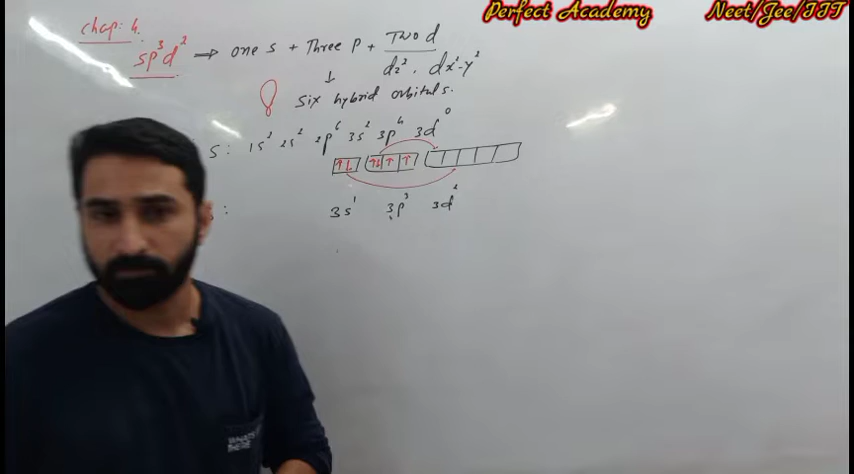 Perfect Academy Neet/Jee/IIT
Chap: 4.
sp³d² → one s + Three p + Two d
↓ dz², dx²-y²
Six hybrid orbitals.
S: 1s² 2s² 2p⁶ 3s² 3p⁴ 3d⁰
↑↓ ↑↓ ↑ ↑
: 3s¹ 3p³ 3d²